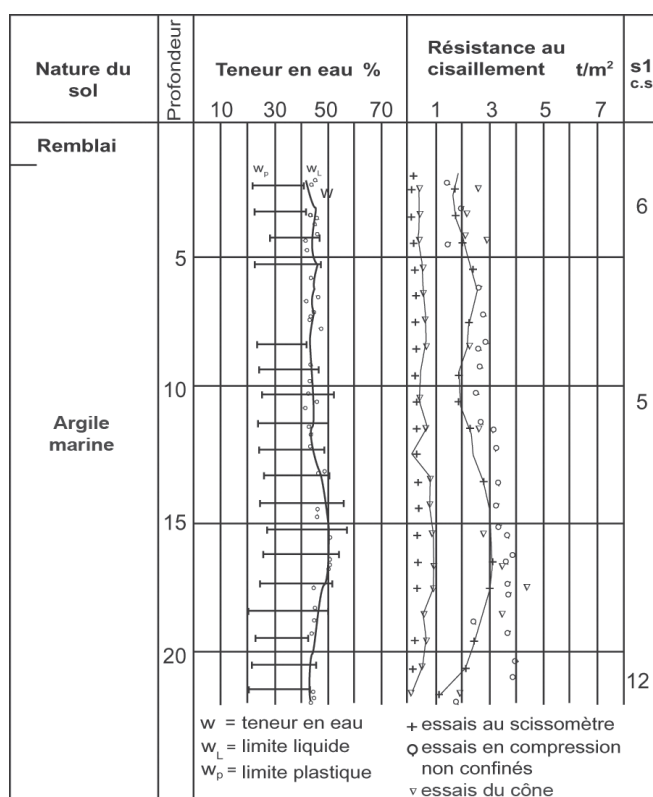 Nature du
sol
Profondeur
Teneur en eau %
10 30 50 70
Résistance au
cisaillement t/m²
1 3 5 7
s1
c.s
Remblai
wp
wL
w
6
5
10
5
Argile
marine
15
20
12
w = teneur en eau
wL = limite liquide
wp = limite plastique
+ essais au scissomètre
essais en compression
non confinés
▿ essais du cône